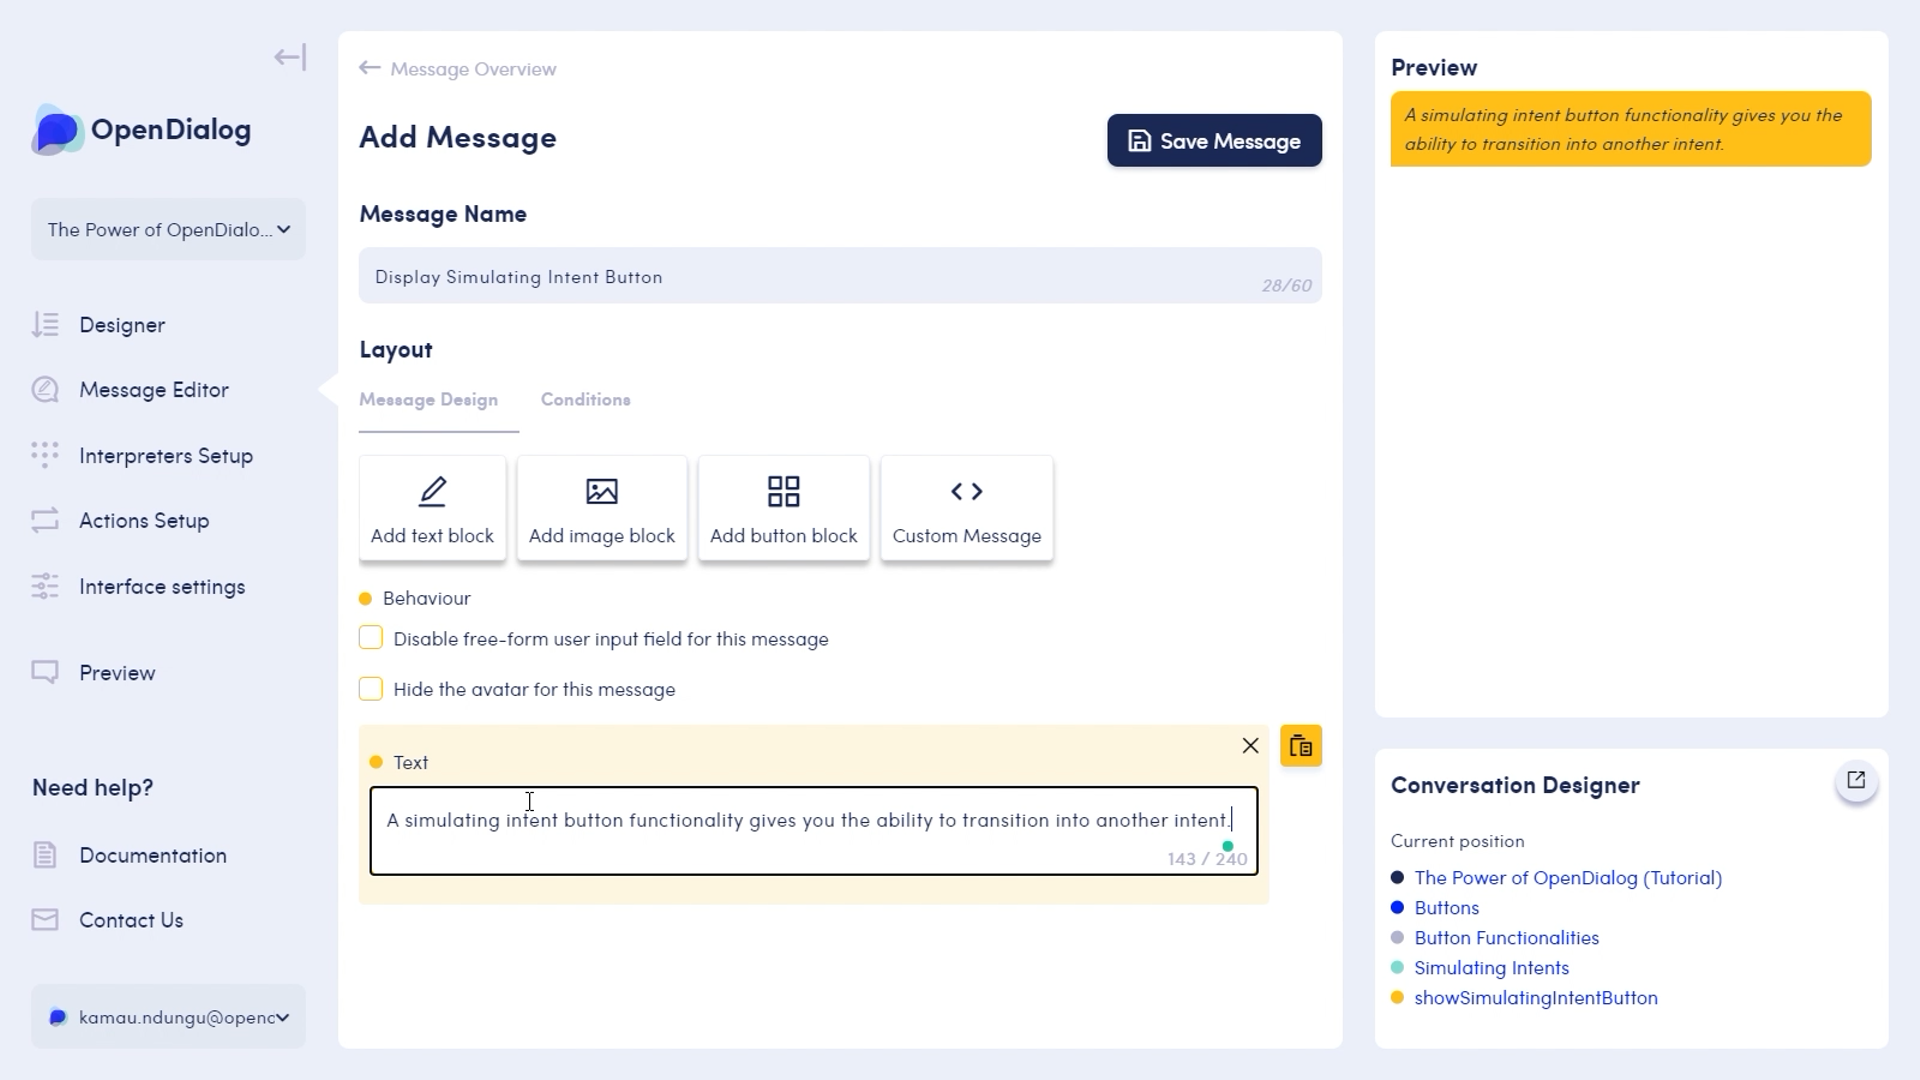 OpenDialog
The Power of OpenDialo...
Designer
Message Editor
Interpreters Setup
Actions Setup
Interface settings
Preview
Need help?
Documentation
Contact Us
kamau.ndungu@openc
Message Overview
Add Message
Save Message
Message Name
Display Simulating Intent Button
28/60
Layout
Message Design
Conditions
Add text block
Add image block
Add button block
Custom Message
Behaviour
Disable free-form user input field for this message
Hide the avatar for this message
Text
A simulating intent button functionality gives you the ability to transition into another intent.
143 / 240
Preview
A simulating intent button functionality gives you the
ability to transition into another intent.
Conversation Designer
Current position
The Power of OpenDialog (Tutorial)
Buttons
Button Functionalities
Simulating Intents
showSimulatingIntentButton